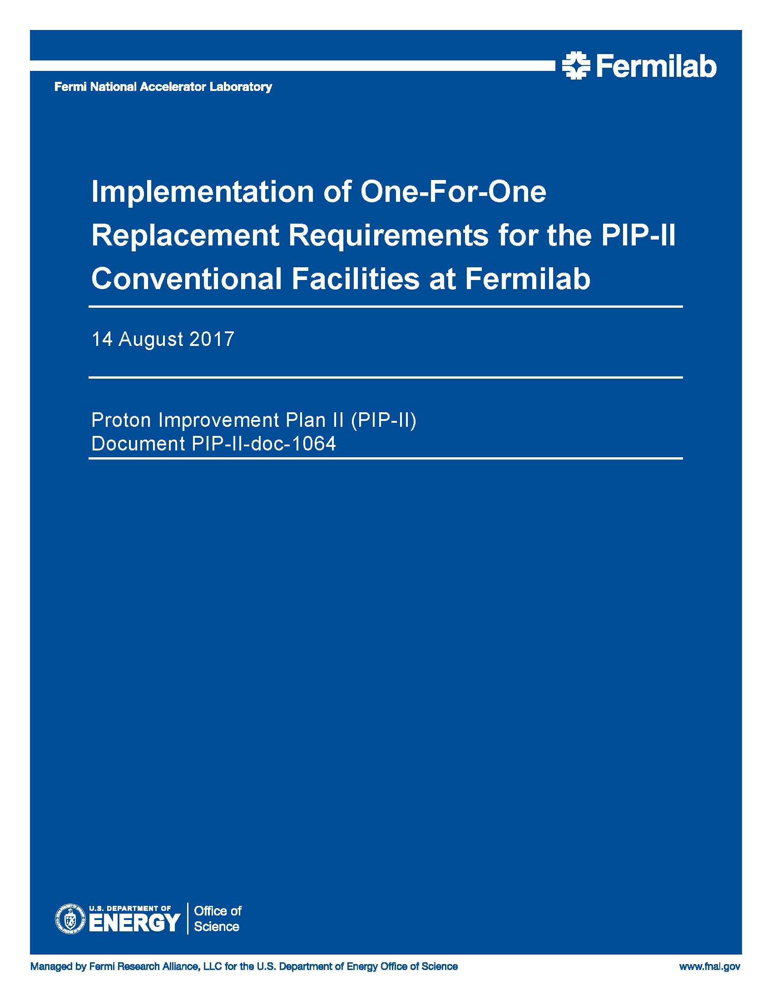 Fermilab
Fermi National Accelerator Laboratory
Implementation of One-For-One
Replacement Requirements for the PIP-II
Conventional Facilities at Fermilab
14 August 2017
Proton Improvement Plan II (PIP-II)
Document PIP-II-doc-1064
U.S. DEPARTMENT OF
ENERGY
Office of
Science
Managed by Fermi Research Alliance, LLC for the U.S. Department of Energy Office of Science
www.fnal.gov